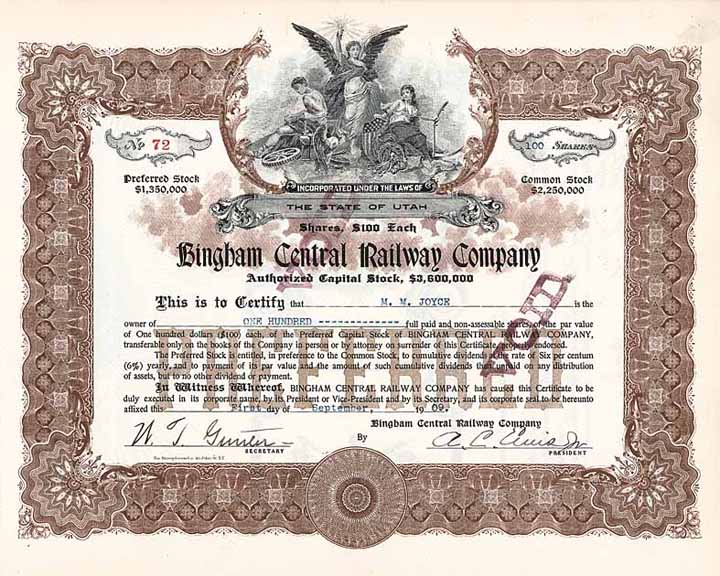 No 72
100 SHARES
Preferred Stock
$1,350,000
Common Stock
$2,250,000
INCORPORATED UNDER THE LAWS OF
THE STATE OF UTAH
Shares, $100 Each
Bingham Central Railway Company
Authorized Capital Stock, $3,600,000
This is to Certify that M. M. JOYCE is the
owner of ONE HUNDRED full paid and non-assessable shares, of the par value
of One hundred dollars ($100) each, of the Preferred Capital Stock of BINGHAM CENTRAL RAILWAY COMPANY,
transferable only on the books of the Company in person or by attorney on surrender of this Certificate properly endorsed.
The Preferred Stock is entitled, in preference to the Common Stock, to cumulative dividends at the rate of Six per centum
(6%) yearly, and to payment of its par value and the amount of such cumulative dividends then unpaid on any distribution
of assets, but to no other dividend or payment.
In Witness Whereof, BINGHAM CENTRAL RAILWAY COMPANY has caused this Certificate to be
duly executed in its corporate name, by its President or Vice-President and by its Secretary, and its corporate seal to be hereunto
affixed this First day of September, 1909.
Bingham Central Railway Company
SECRETARY
By
PRESIDENT
PREFERRED
VOID
VOID